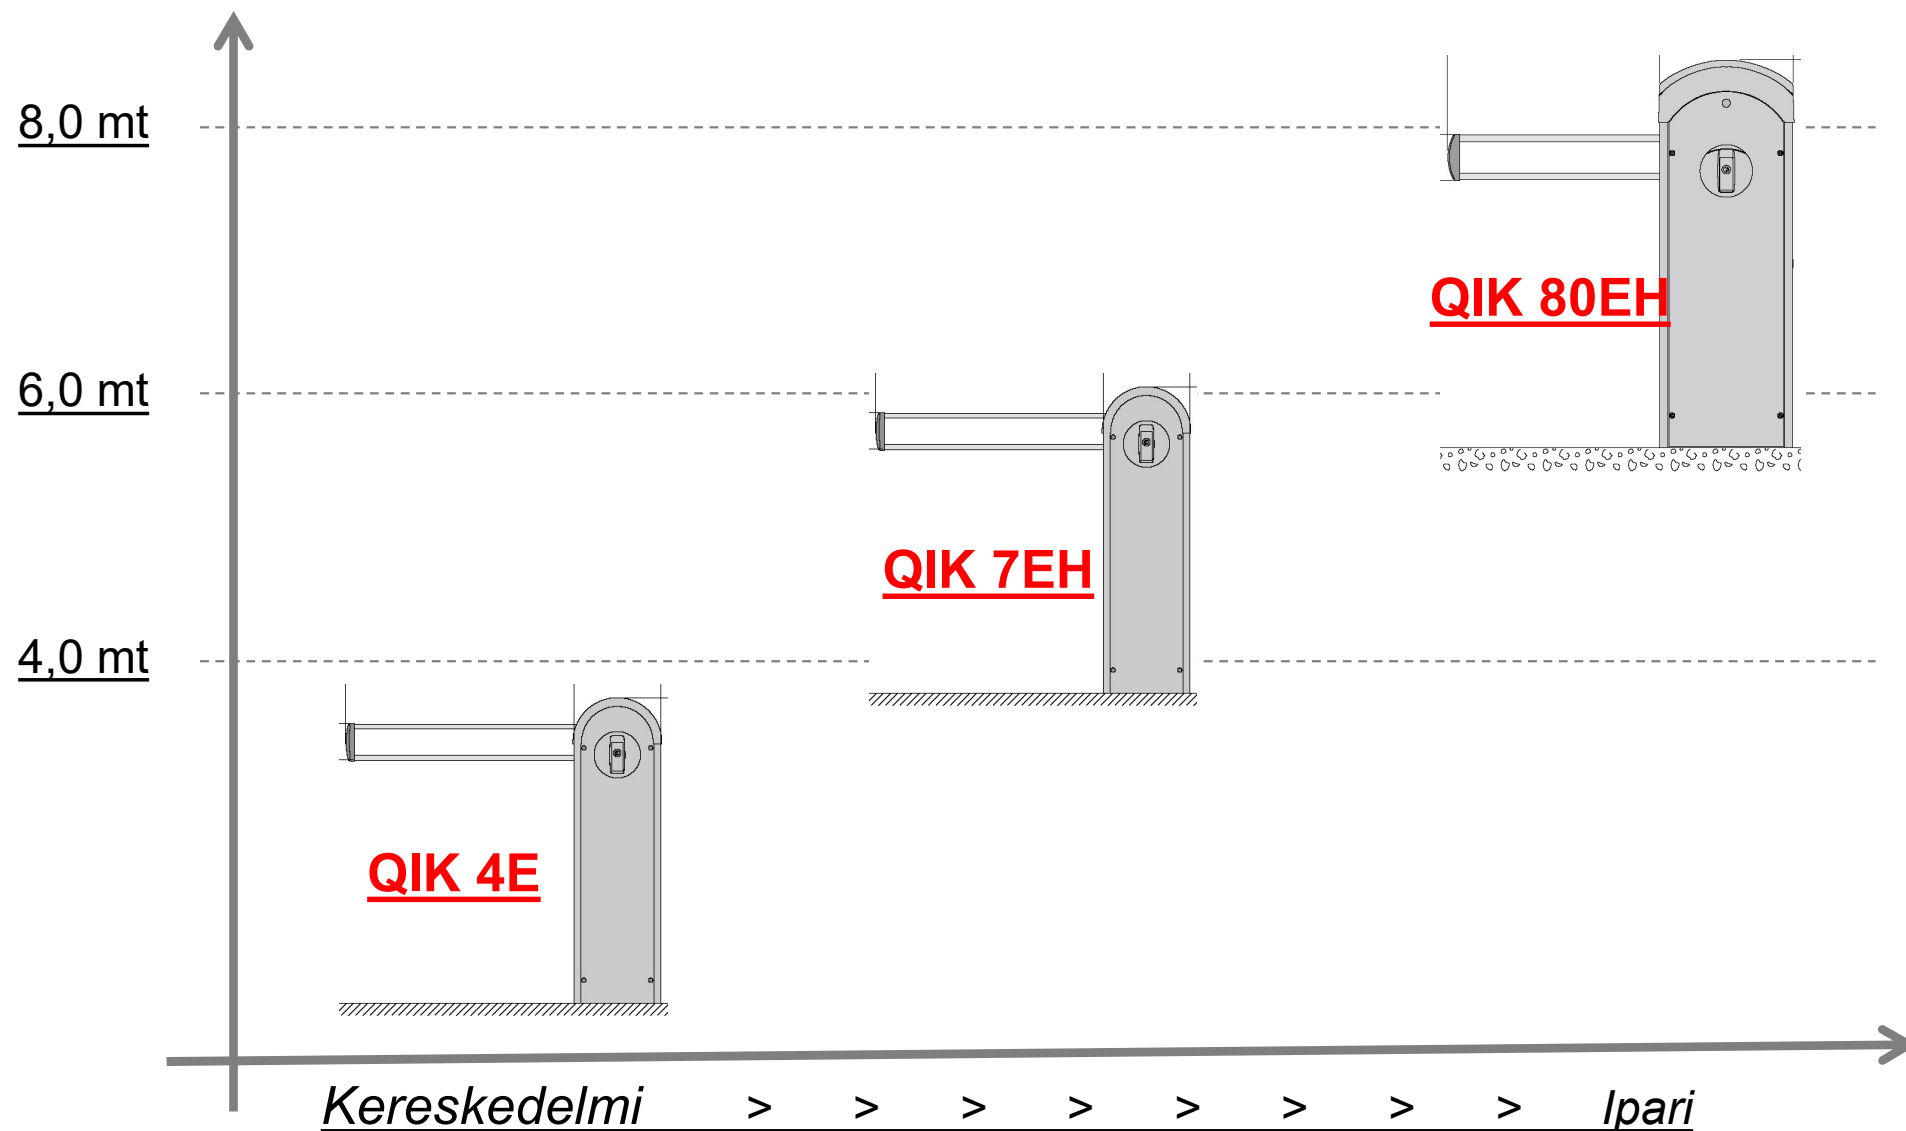 8,0 mt
QIK 80EH
6,0 mt
QIK 7EH
4,0 mt
QIK 4E
Kereskedelmi > > > > > > > > Ipari